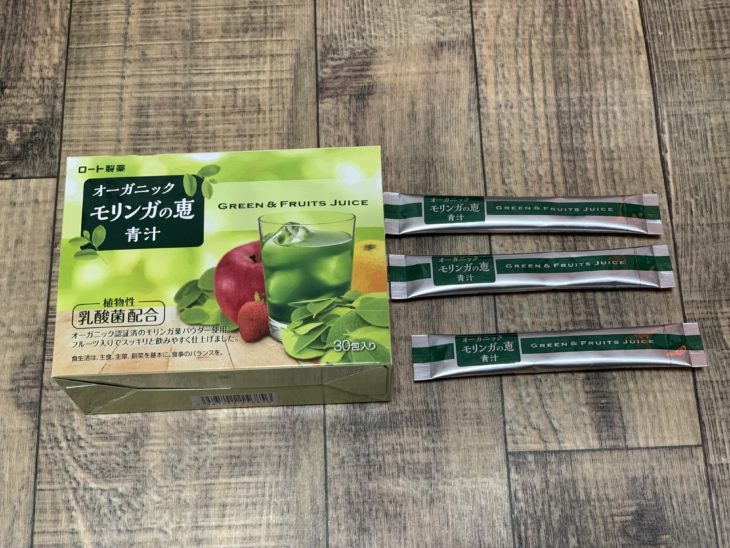 ロート製薬
オーガニック
モリンガの恵
青汁
GREEN & FRUITS JUICE
植物性
乳酸菌配合
オーガニック認証済のモリンガ葉パウダー使用。
フルーツ入りでスッキリと飲みやすく仕上げました。
食生活は、主食、主菜、副菜を基本に、食事のバランスを。
30包入り
オーガニック
モリンガの恵
青汁
GREEN & FRUITS JUICE
オーガニック
モリンガの恵
青汁
GREEN & FRUITS JUICE
オーガニック
モリンガの恵
青汁
GREEN & FRUITS JUICE